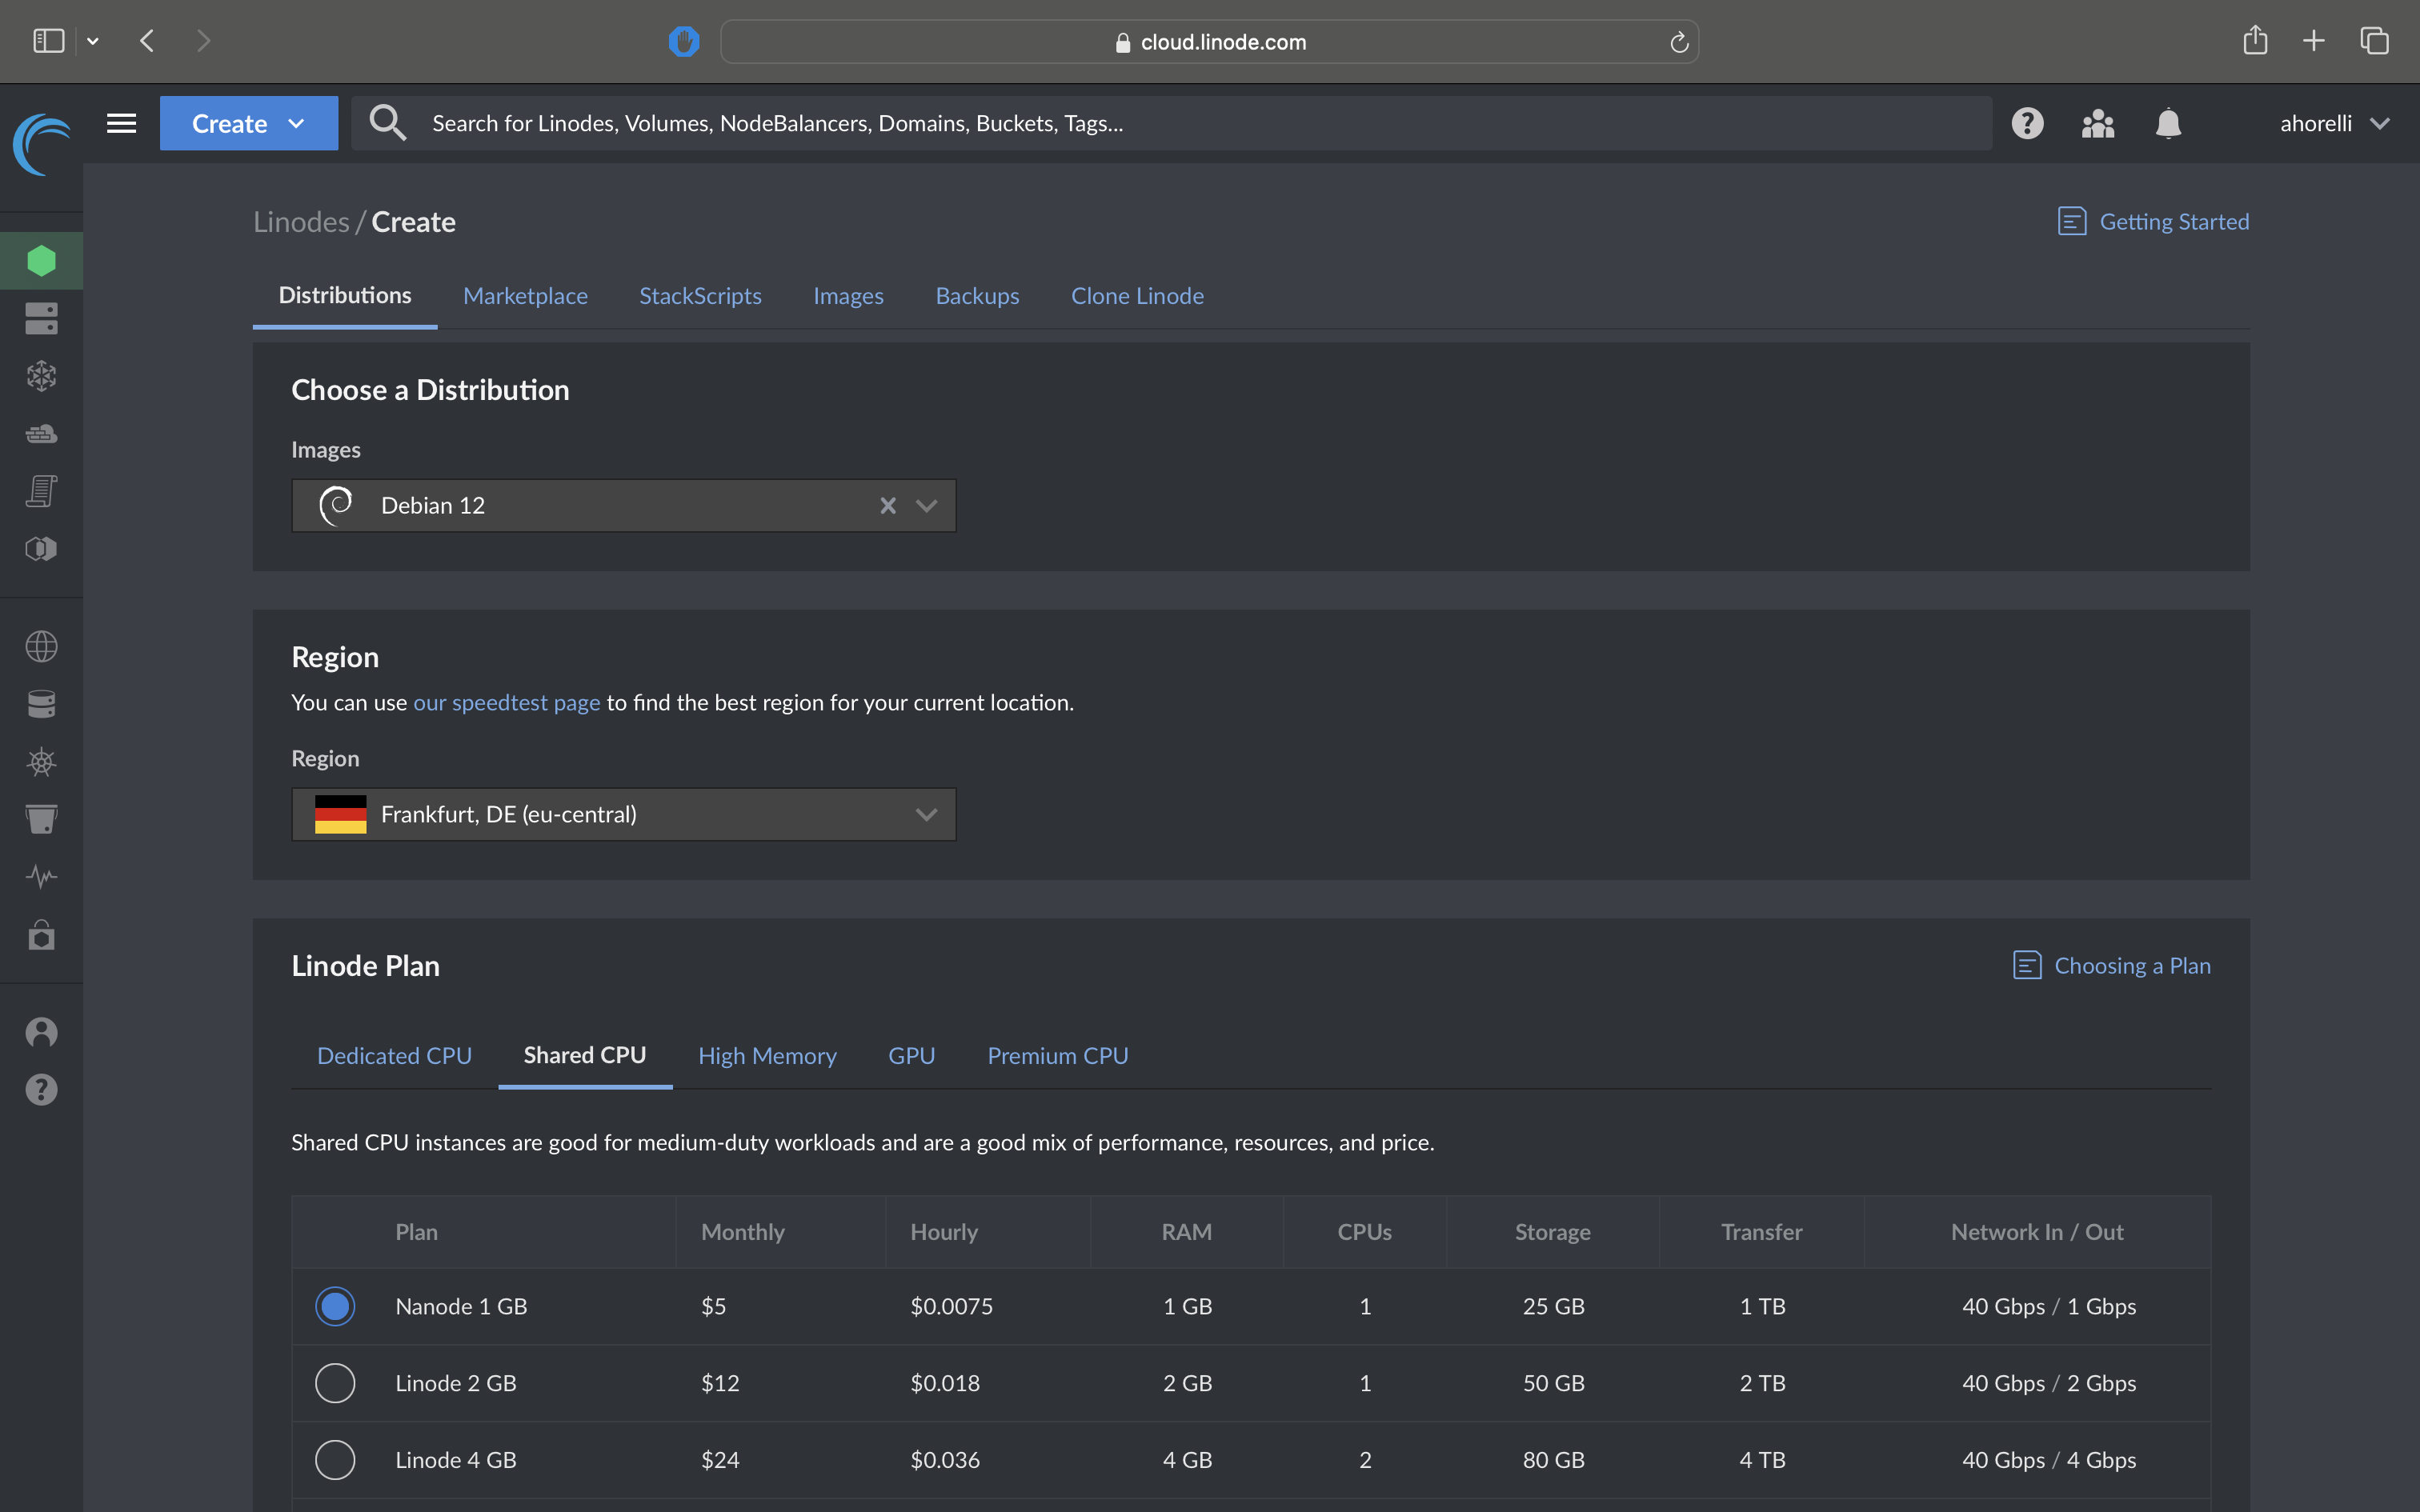 cloud.linode.com
Create
Search for Linodes, Volumes, NodeBalancers, Domains, Buckets, Tags...
?
ahorelli
Linodes / Create
Getting Started
Distributions Marketplace StackScripts Images Backups Clone Linode
Choose a Distribution
Images
Debian 12
Region
You can use our speedtest page to find the best region for your current location.
Region
Frankfurt, DE (eu-central)
Linode Plan
Choosing a Plan
Dedicated CPU Shared CPU High Memory GPU Premium CPU
?
Shared CPU instances are good for medium-duty workloads and are a good mix of performance, resources, and price.
Plan Monthly Hourly RAM CPUs Storage Transfer Network In / Out
Nanode 1 GB $5 $0.0075 1 GB 1 25 GB 1 TB 40 Gbps / 1 Gbps
Linode 2 GB $12 $0.018 2 GB 1 50 GB 2 TB 40 Gbps / 2 Gbps
Linode 4 GB $24 $0.036 4 GB 2 80 GB 4 TB 40 Gbps / 4 Gbps